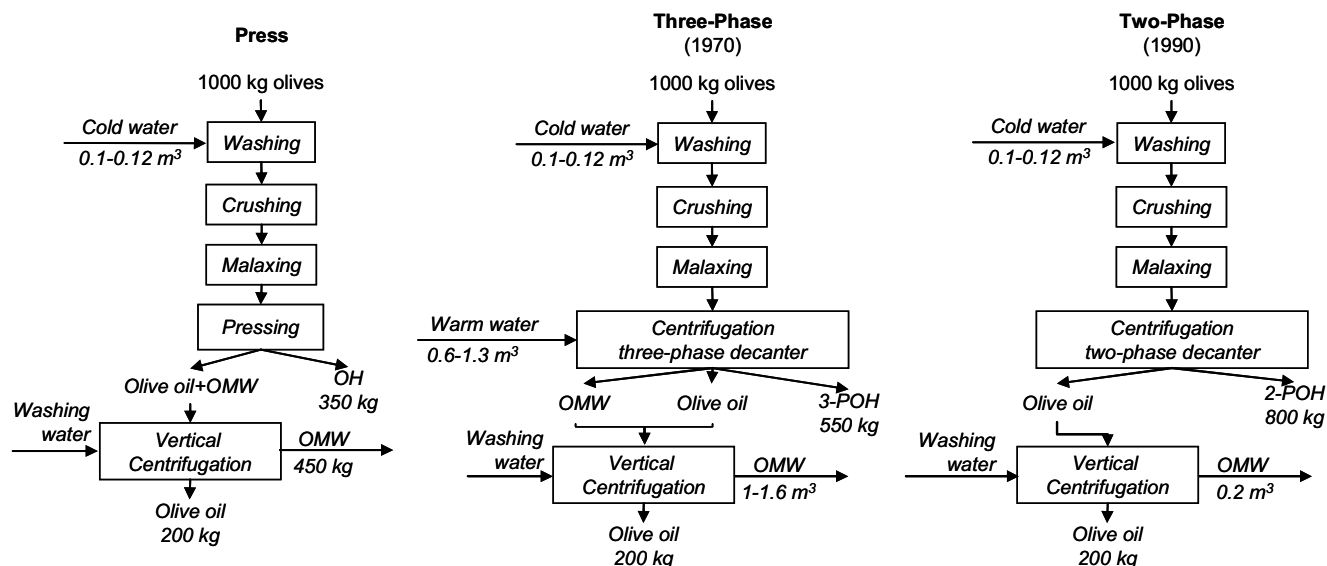 Press
1000 kg olives
Cold water
0.1-0.12 m³
Washing
Crushing
Malaxing
Pressing
Olive oil+OMW
OH
350 kg
Washing
water
Vertical
Centrifugation
OMW
450 kg
Olive oil
200 kg
Three-Phase
(1970)
1000 kg olives
Cold water
0.1-0.12 m³
Washing
Crushing
Malaxing
Warm water
0.6-1.3 m³
Centrifugation
three-phase decanter
OMW
Olive oil
3-POH
550 kg
Washing
water
Vertical
Centrifugation
OMW
1-1.6 m³
Olive oil
200 kg
Two-Phase
(1990)
1000 kg olives
Cold water
0.1-0.12 m³
Washing
Crushing
Malaxing
Centrifugation
two-phase decanter
Olive oil
2-POH
800 kg
Washing
water
Vertical
Centrifugation
OMW
0.2 m³
Olive oil
200 kg